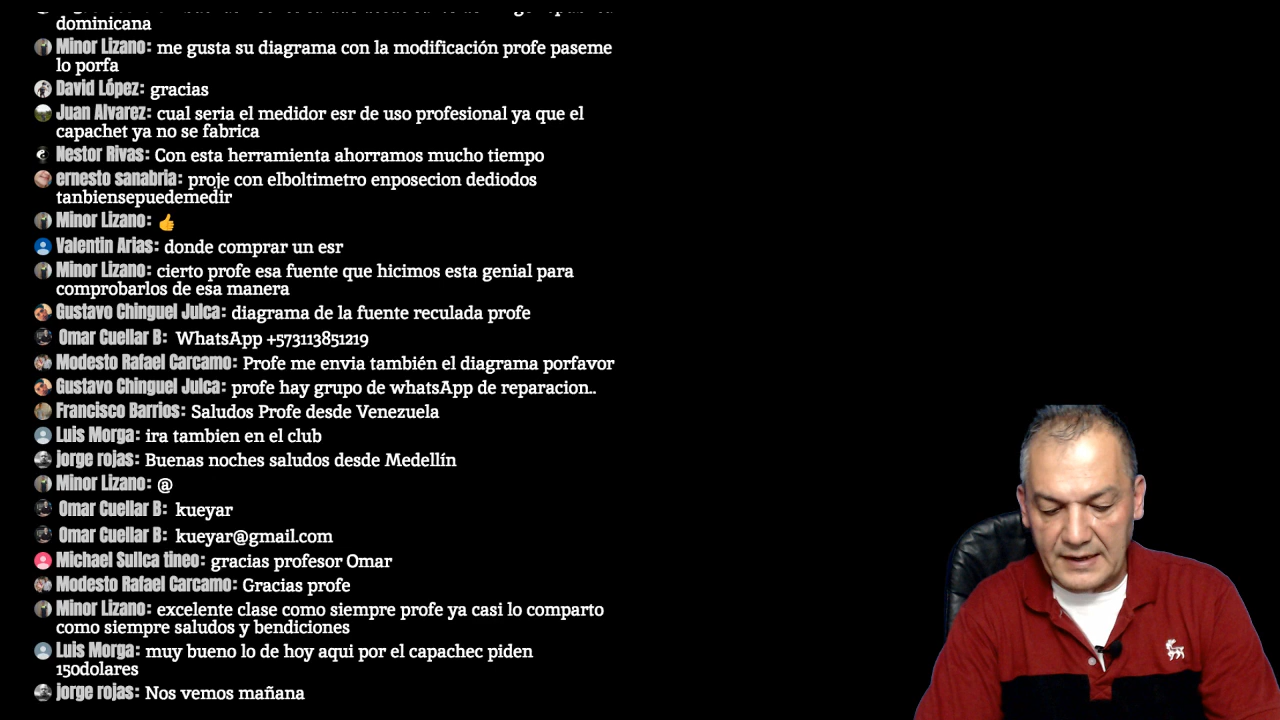 dominicana
Minor Lizano: me gusta su diagrama con la modificación profe paseme
lo porfa
David López: gracias
Juan Alvarez: cual seria el medidor esr de uso profesional ya que el
capachet ya no se fabrica
Nestor Rivas: Con esta herramienta ahorramos mucho tiempo
ernesto sanabria: proje con elboltimetro enposecion dediodos
tanbiensepuedemedir
Minor Lizano: 👍
Valentin Arias: donde comprar un esr
Minor Lizano: cierto profe esa fuente que hicimos esta genial para
comprobarlos de esa manera
Gustavo Chinguel Julca: diagrama de la fuente reculada profe
Omar Cuellar B: WhatsApp +573113851219
Modesto Rafael Carcamo: Profe me envia también el diagrama porfavor
Gustavo Chinguel Julca: profe hay grupo de whatsApp de reparacion..
Francisco Barrios: Saludos Profe desde Venezuela
Luis Morga: ira tambien en el club
jorge rojas: Buenas noches saludos desde Medellín
Minor Lizano: @
Omar Cuellar B: kueyar
Omar Cuellar B: kueyar@gmail.com
Michael Sullca tineo: gracias profesor Omar
Modesto Rafael Carcamo: Gracias profe
Minor Lizano: excelente clase como siempre profe ya casi lo comparto
como siempre saludos y bendiciones
Luis Morga: muy bueno lo de hoy aqui por el capachec piden
150dolares
jorge rojas: Nos vemos mañana